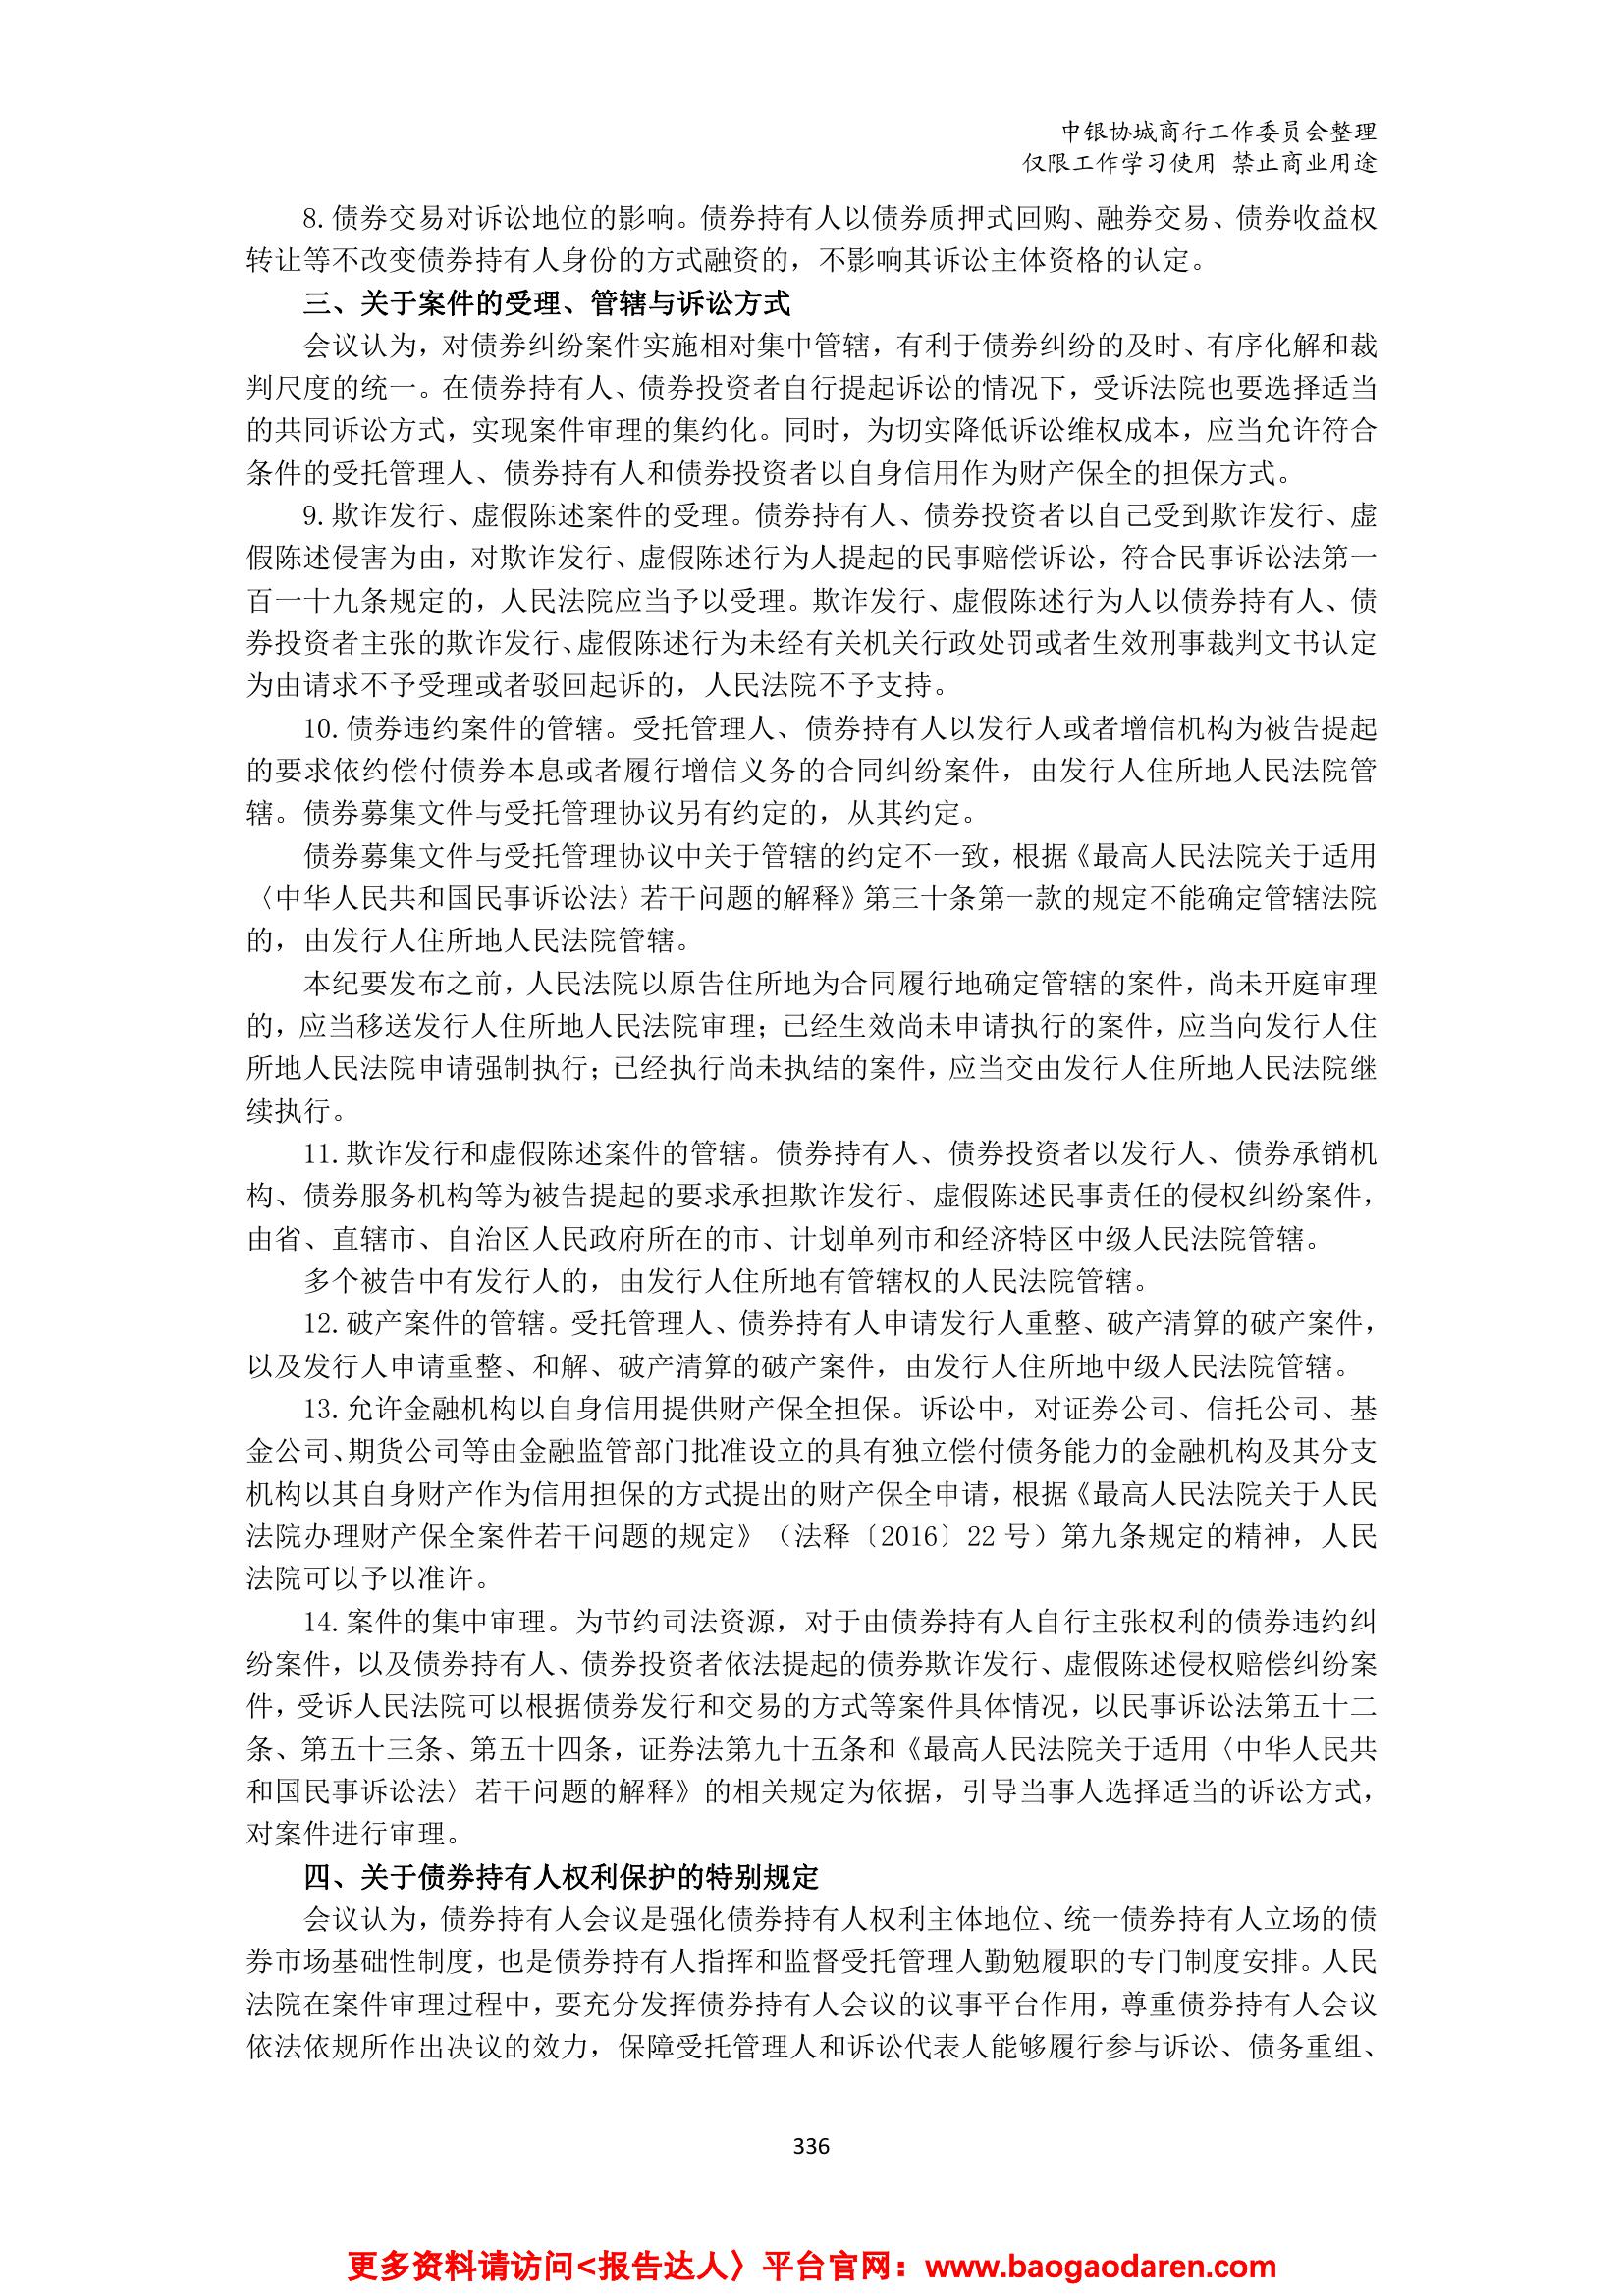 中银协城商行工作委员会整理
仅限工作学习使用 禁止商业用途
8.债券交易对诉讼地位的影响。债券持有人以债券质押式回购、融券交易、债券收益权
转让等不改变债券持有人身份的方式融资的，不影响其诉讼主体资格的认定。
三、关于案件的受理、管辖与诉讼方式
会议认为，对债券纠纷案件实施相对集中管辖，有利于债券纠纷的及时、有序化解和裁
判尺度的统一。在债券持有人、债券投资者自行提起诉讼的情况下，受诉法院也要选择适当
的共同诉讼方式，实现案件审理的集约化。同时，为切实降低诉讼维权成本，应当允许符合
条件的受托管理人、债券持有人和债券投资者以自身信用作为财产保全的担保方式。
9.欺诈发行、虚假陈述案件的受理。债券持有人、债券投资者以自己受到欺诈发行、虚
假陈述侵害为由，对欺诈发行、虚假陈述行为人提起的民事赔偿诉讼，符合民事诉讼法第一
百一十九条规定的，人民法院应当予以受理。欺诈发行、虚假陈述行为人以债券持有人、债
券投资者主张的欺诈发行、虚假陈述行为未经有关机关行政处罚或者生效刑事裁判文书认定
为由请求不予受理或者驳回起诉的，人民法院不予支持。
10.债券违约案件的管辖。受托管理人、债券持有人以发行人或者增信机构为被告提起
的要求依约偿付债券本息或者履行增信义务的合同纠纷案件，由发行人住所地人民法院管
辖。债券募集文件与受托管理协议另有约定的，从其约定。
债券募集文件与受托管理协议中关于管辖的约定不一致，根据《最高人民法院关于适用
〈中华人民共和国民事诉讼法〉若干问题的解释》第三十条第一款的规定不能确定管辖法院
的，由发行人住所地人民法院管辖。
本纪要发布之前，人民法院以原告住所地为合同履行地确定管辖的案件，尚未开庭审理
的，应当移送发行人住所地人民法院审理；已经生效尚未申请执行的案件，应当向发行人住
所地人民法院申请强制执行；已经执行尚未执结的案件，应当交由发行人住所地人民法院继
续执行。
11.欺诈发行和虚假陈述案件的管辖。债券持有人、债券投资者以发行人、债券承销机
构、债券服务机构等为被告提起的要求承担欺诈发行、虚假陈述民事责任的侵权纠纷案件，
由省、直辖市、自治区人民政府所在的市、计划单列市和经济特区中级人民法院管辖。
多个被告中有发行人的，由发行人住所地有管辖权的人民法院管辖。
12.破产案件的管辖。受托管理人、债券持有人申请发行人重整、破产清算的破产案件，
以及发行人申请重整、和解、破产清算的破产案件，由发行人住所地中级人民法院管辖。
13.允许金融机构以自身信用提供财产保全担保。诉讼中，对证券公司、信托公司、基
金公司、期货公司等由金融监管部门批准设立的具有独立偿付债务能力的金融机构及其分支
机构以其自身财产作为信用担保的方式提出的财产保全申请，根据《最高人民法院关于人民
法院办理财产保全案件若干问题的规定》（法释〔2016〕22 号）第九条规定的精神，人民
法院可以予以准许。
14.案件的集中审理。为节约司法资源，对于由债券持有人自行主张权利的债券违约纠
纷案件，以及债券持有人、债券投资者依法提起的债券欺诈发行、虚假陈述侵权赔偿纠纷案
件，受诉人民法院可以根据债券发行和交易的方式等案件具体情况，以民事诉讼法第五十二
条、第五十三条、第五十四条，证券法第九十五条和《最高人民法院关于适用〈中华人民共
和国民事诉讼法〉若干问题的解释》的相关规定为依据，引导当事人选择适当的诉讼方式，
对案件进行审理。
四、关于债券持有人权利保护的特别规定
会议认为，债券持有人会议是强化债券持有人权利主体地位、统一债券持有人立场的债
券市场基础性制度，也是债券持有人指挥和监督受托管理人勤勉履职的专门制度安排。人民
法院在案件审理过程中，要充分发挥债券持有人会议的议事平台作用，尊重债券持有人会议
依法依规所作出决议的效力，保障受托管理人和诉讼代表人能够履行参与诉讼、债务重组、
336
更多资料请访问<报告达人〉平台官网：www.baogaodaren.com